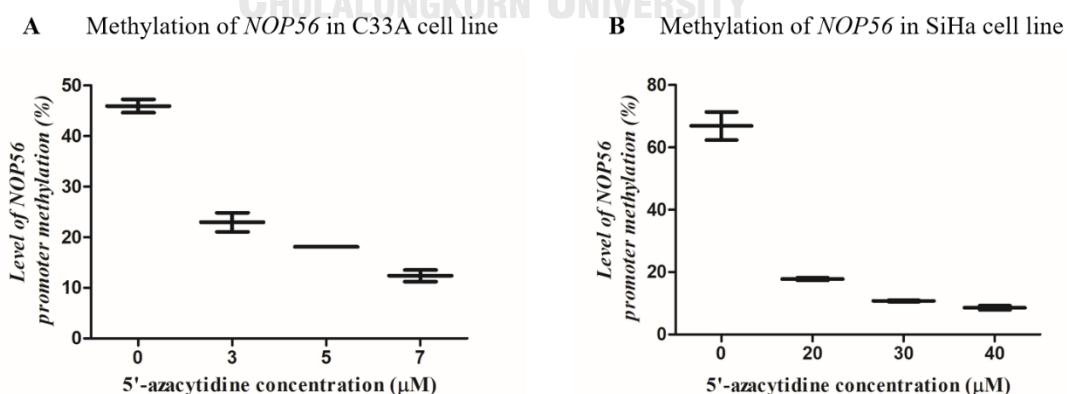 CHULALONGKORN UNIVERSITY
A Methylation of NOP56 in C33A cell line
Level of NOP56
promoter methylation (%)
50
40
30
20
10
0
0 3 5 7
5'-azacytidine concentration (μM)
B Methylation of NOP56 in SiHa cell line
Level of NOP56
promoter methylation (%)
80
60
40
20
0
0 20 30 40
5'-azacytidine concentration (μM)